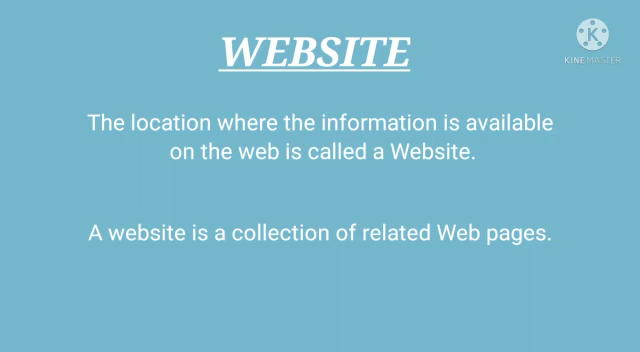 WEBSITE
KINEMASTER
The location where the information is available
on the web is called a Website.
A website is a collection of related Web pages.